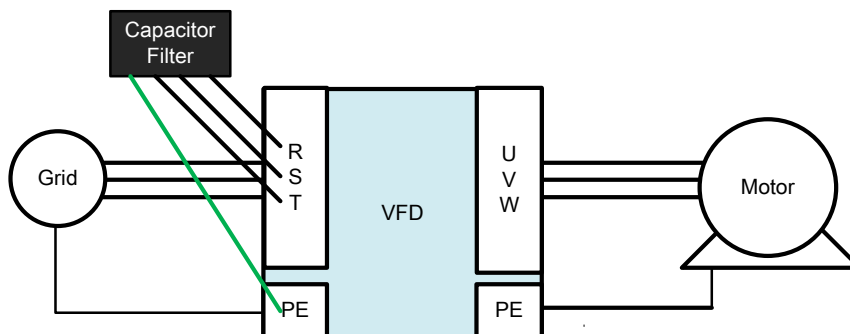 Capacitor
Filter
Grid
R
S
T
VFD
U
V
W
Motor
PE
PE